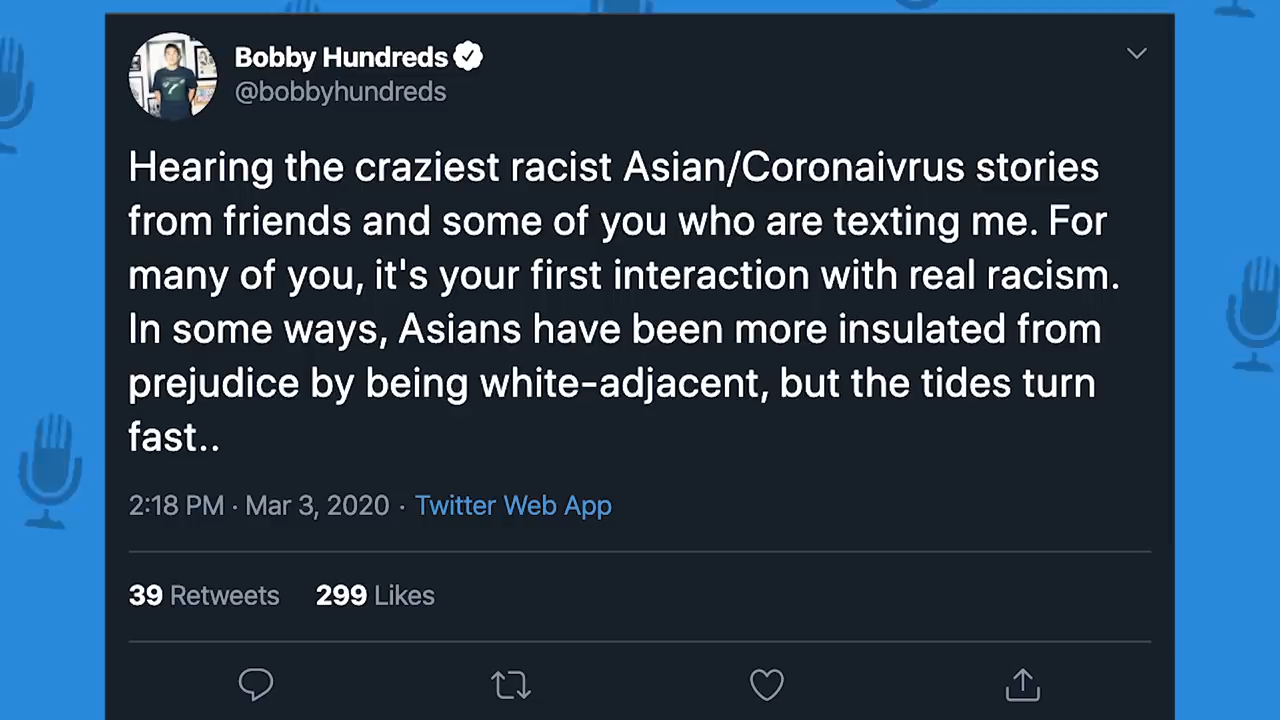 Bobby Hundreds
@bobbyhundreds
Hearing the craziest racist Asian/Coronaivrus stories
from friends and some of you who are texting me. For
many of you, it's your first interaction with real racism.
In some ways, Asians have been more insulated from
prejudice by being white-adjacent, but the tides turn
fast..
2:18 PM · Mar 3, 2020 · Twitter Web App
39 Retweets 299 Likes